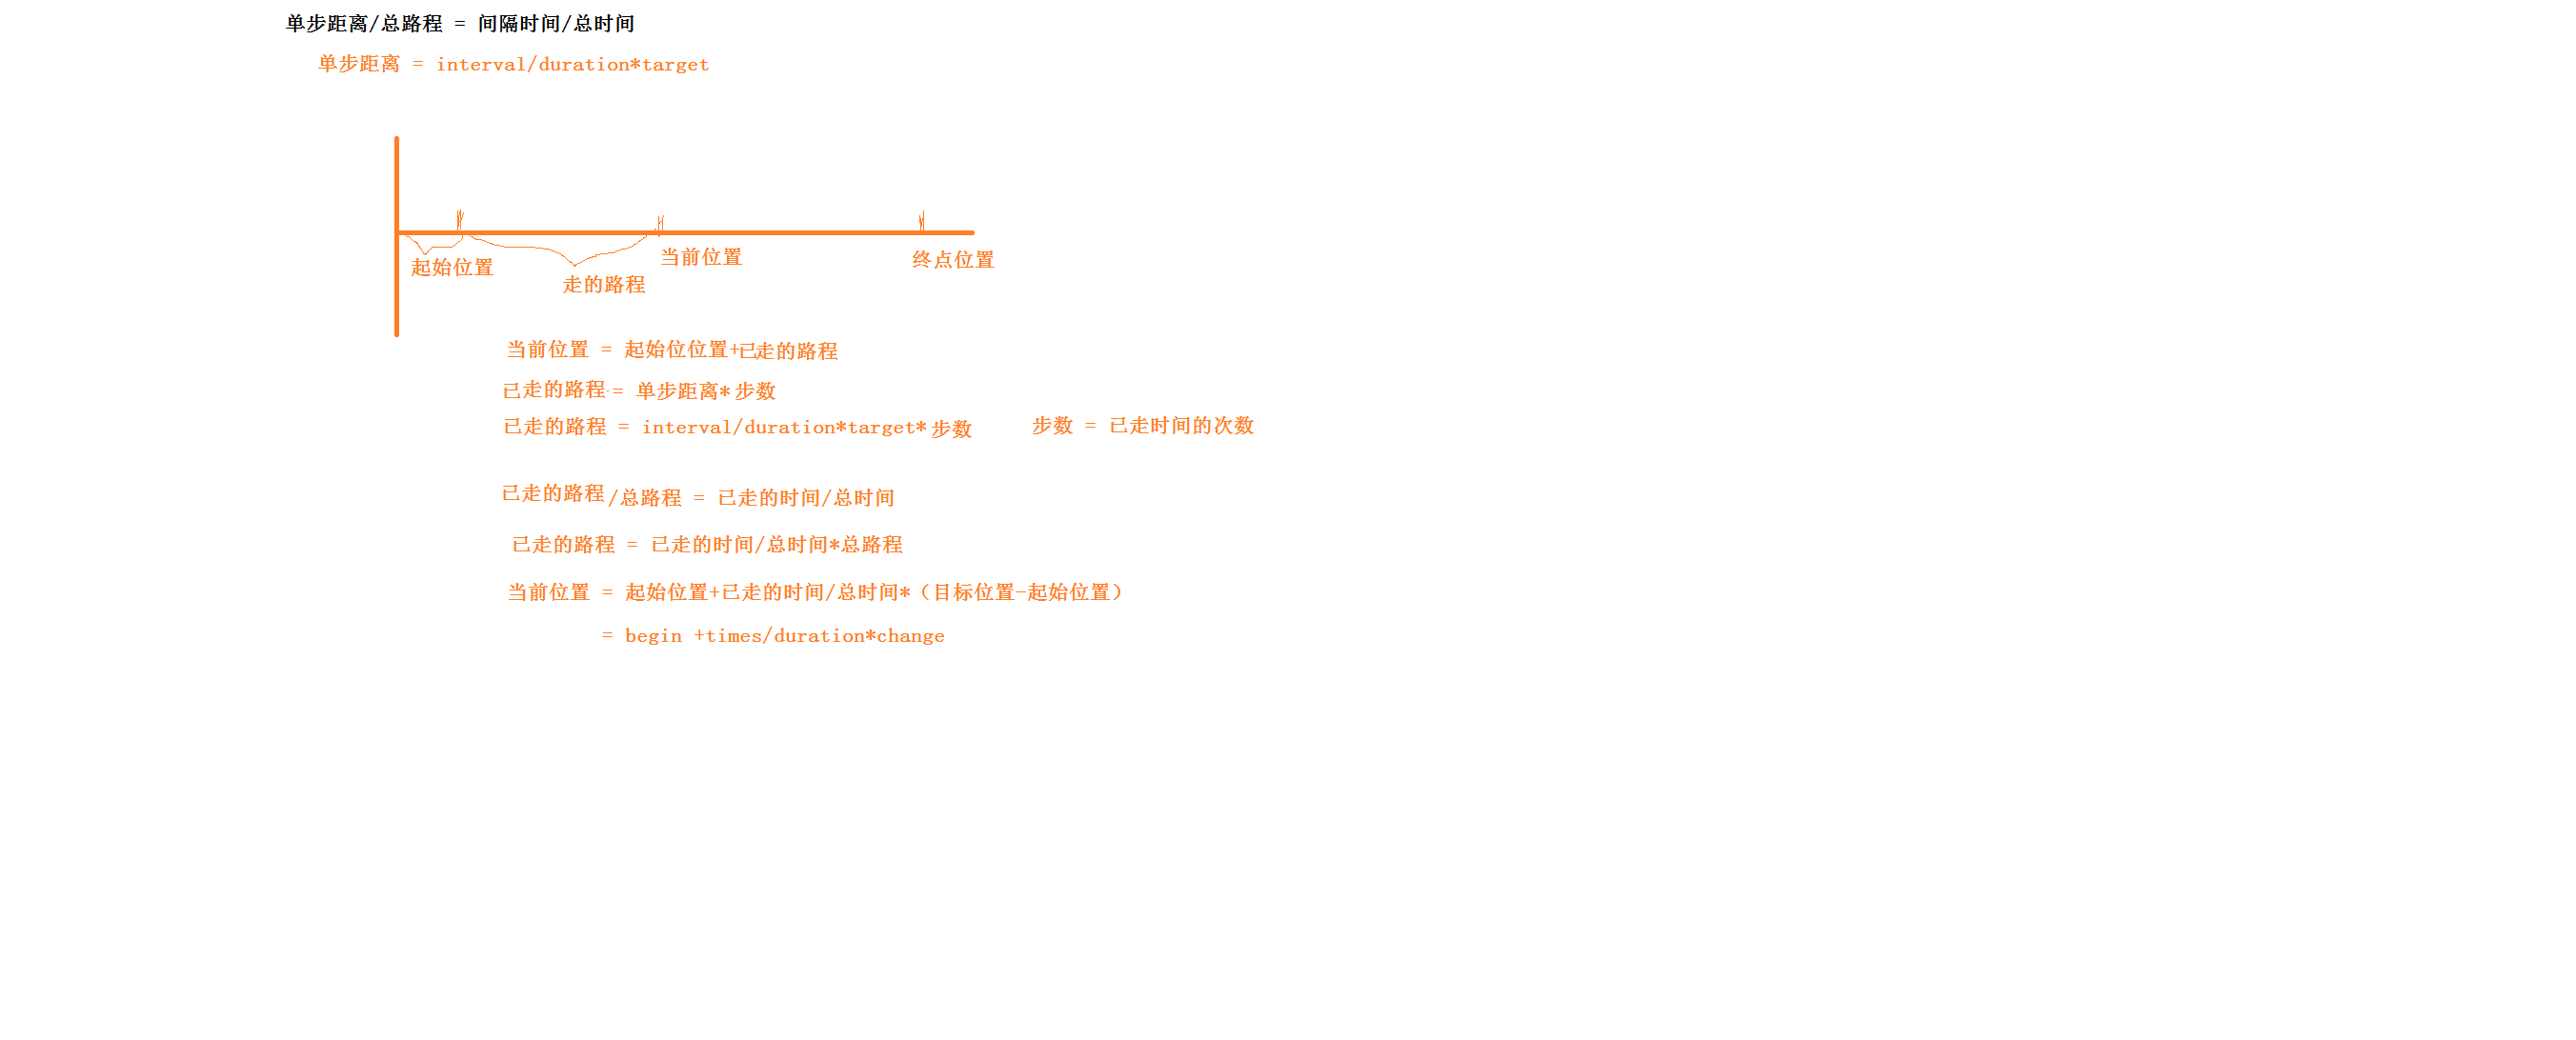 单步距离/总路程 = 间隔时间/总时间
单步距离 = interval/duration*target
起始位置
走的路程
当前位置
终点位置
当前位置 = 起始位位置+已走的路程
已走的路程 = 单步距离*步数
已走的路程 = interval/duration*target*步数
步数 = 已走时间的次数
已走的路程/总路程 = 已走的时间/总时间
已走的路程 = 已走的时间/总时间*总路程
当前位置 = 起始位置+已走的时间/总时间*（目标位置-起始位置）
= begin +times/duration*change